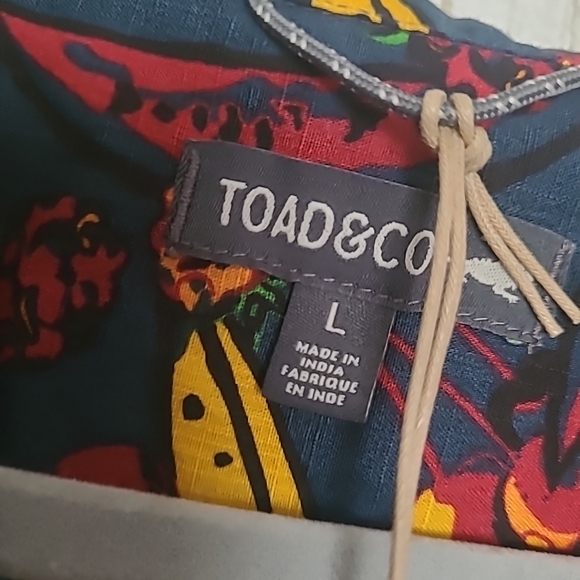 TOAD&CO
L
MADE IN
INDIA
FABRIQUE
EN INDE